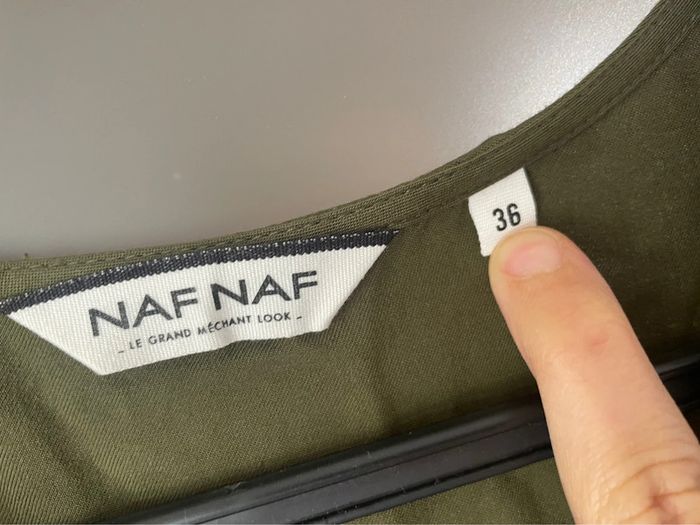 NAF NAF
- LE GRAND MÉCHANT LOOK -
36